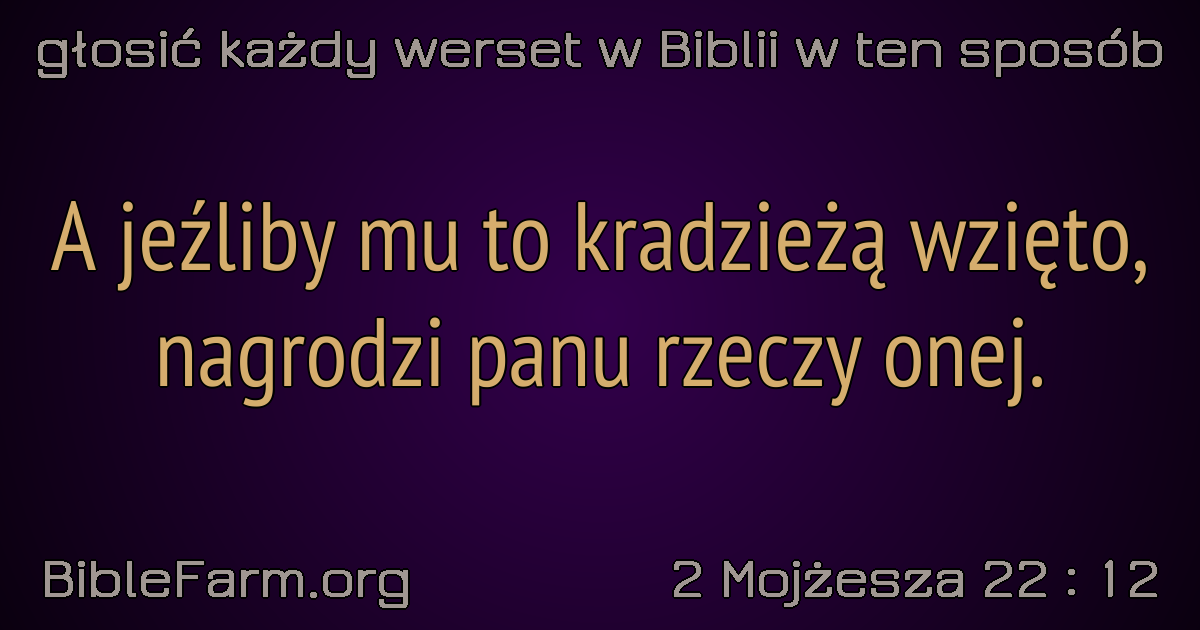 głosić każdy werset w Biblii w ten sposób
A jeźliby mu to kradzieżą wzięto,
nagrodzi panu rzeczy onej.
BibleFarm.org
2 Mojżesza 22 : 12